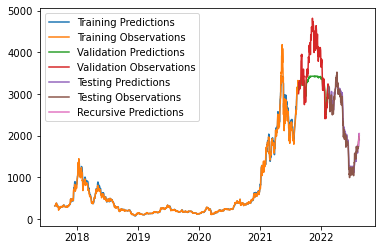 5000
4000
3000
2000
1000
0
Training Predictions
Training Observations
Validation Predictions
Validation Observations
Testing Predictions
Testing Observations
Recursive Predictions
2018 2019 2020 2021 2022